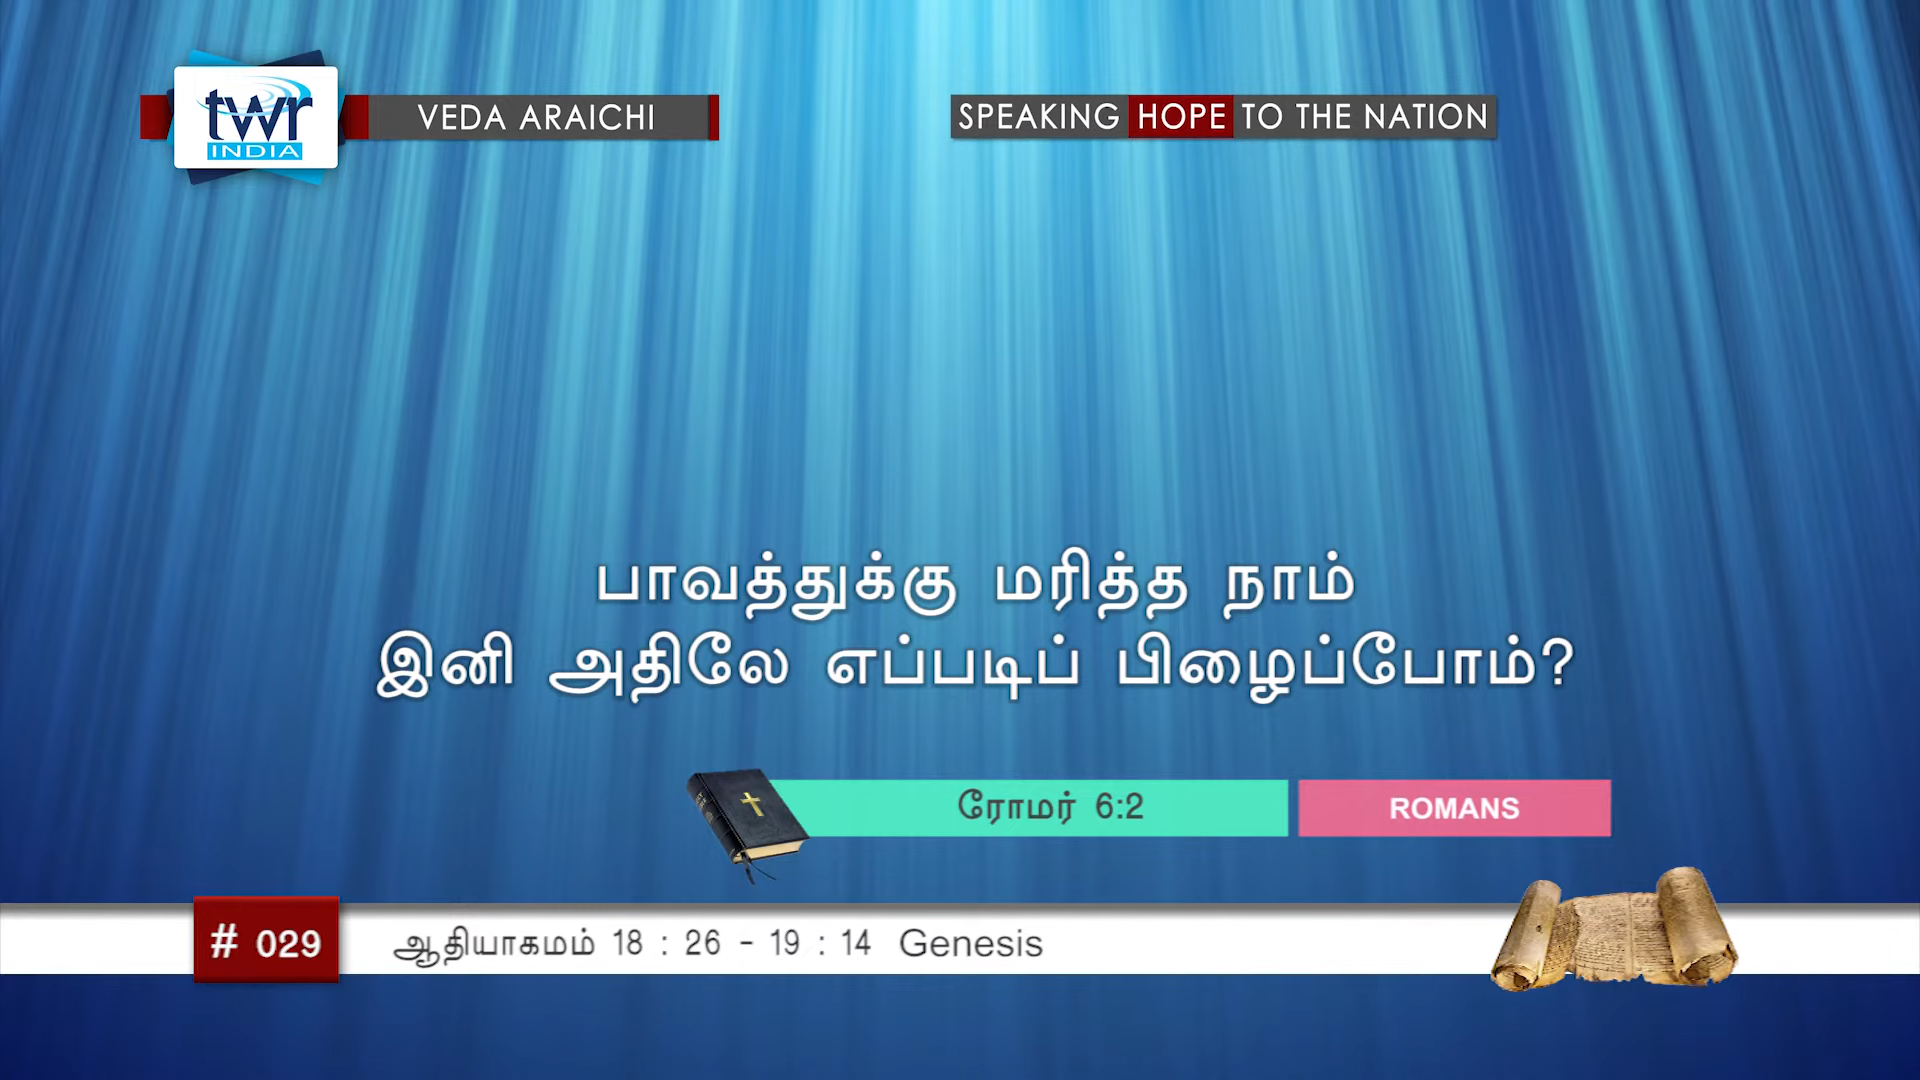 twr
INDIA
VEDA ARAICHI
SPEAKING HOPE TO THE NATION
பாவத்துக்கு மரித்த நாம்
இனி அதிலே எப்படிப் பிழைப்போம்?
ரோமர் 6:2
ROMANS
# 029
ஆதியாகமம் 18 : 26 - 19 : 14 Genesis